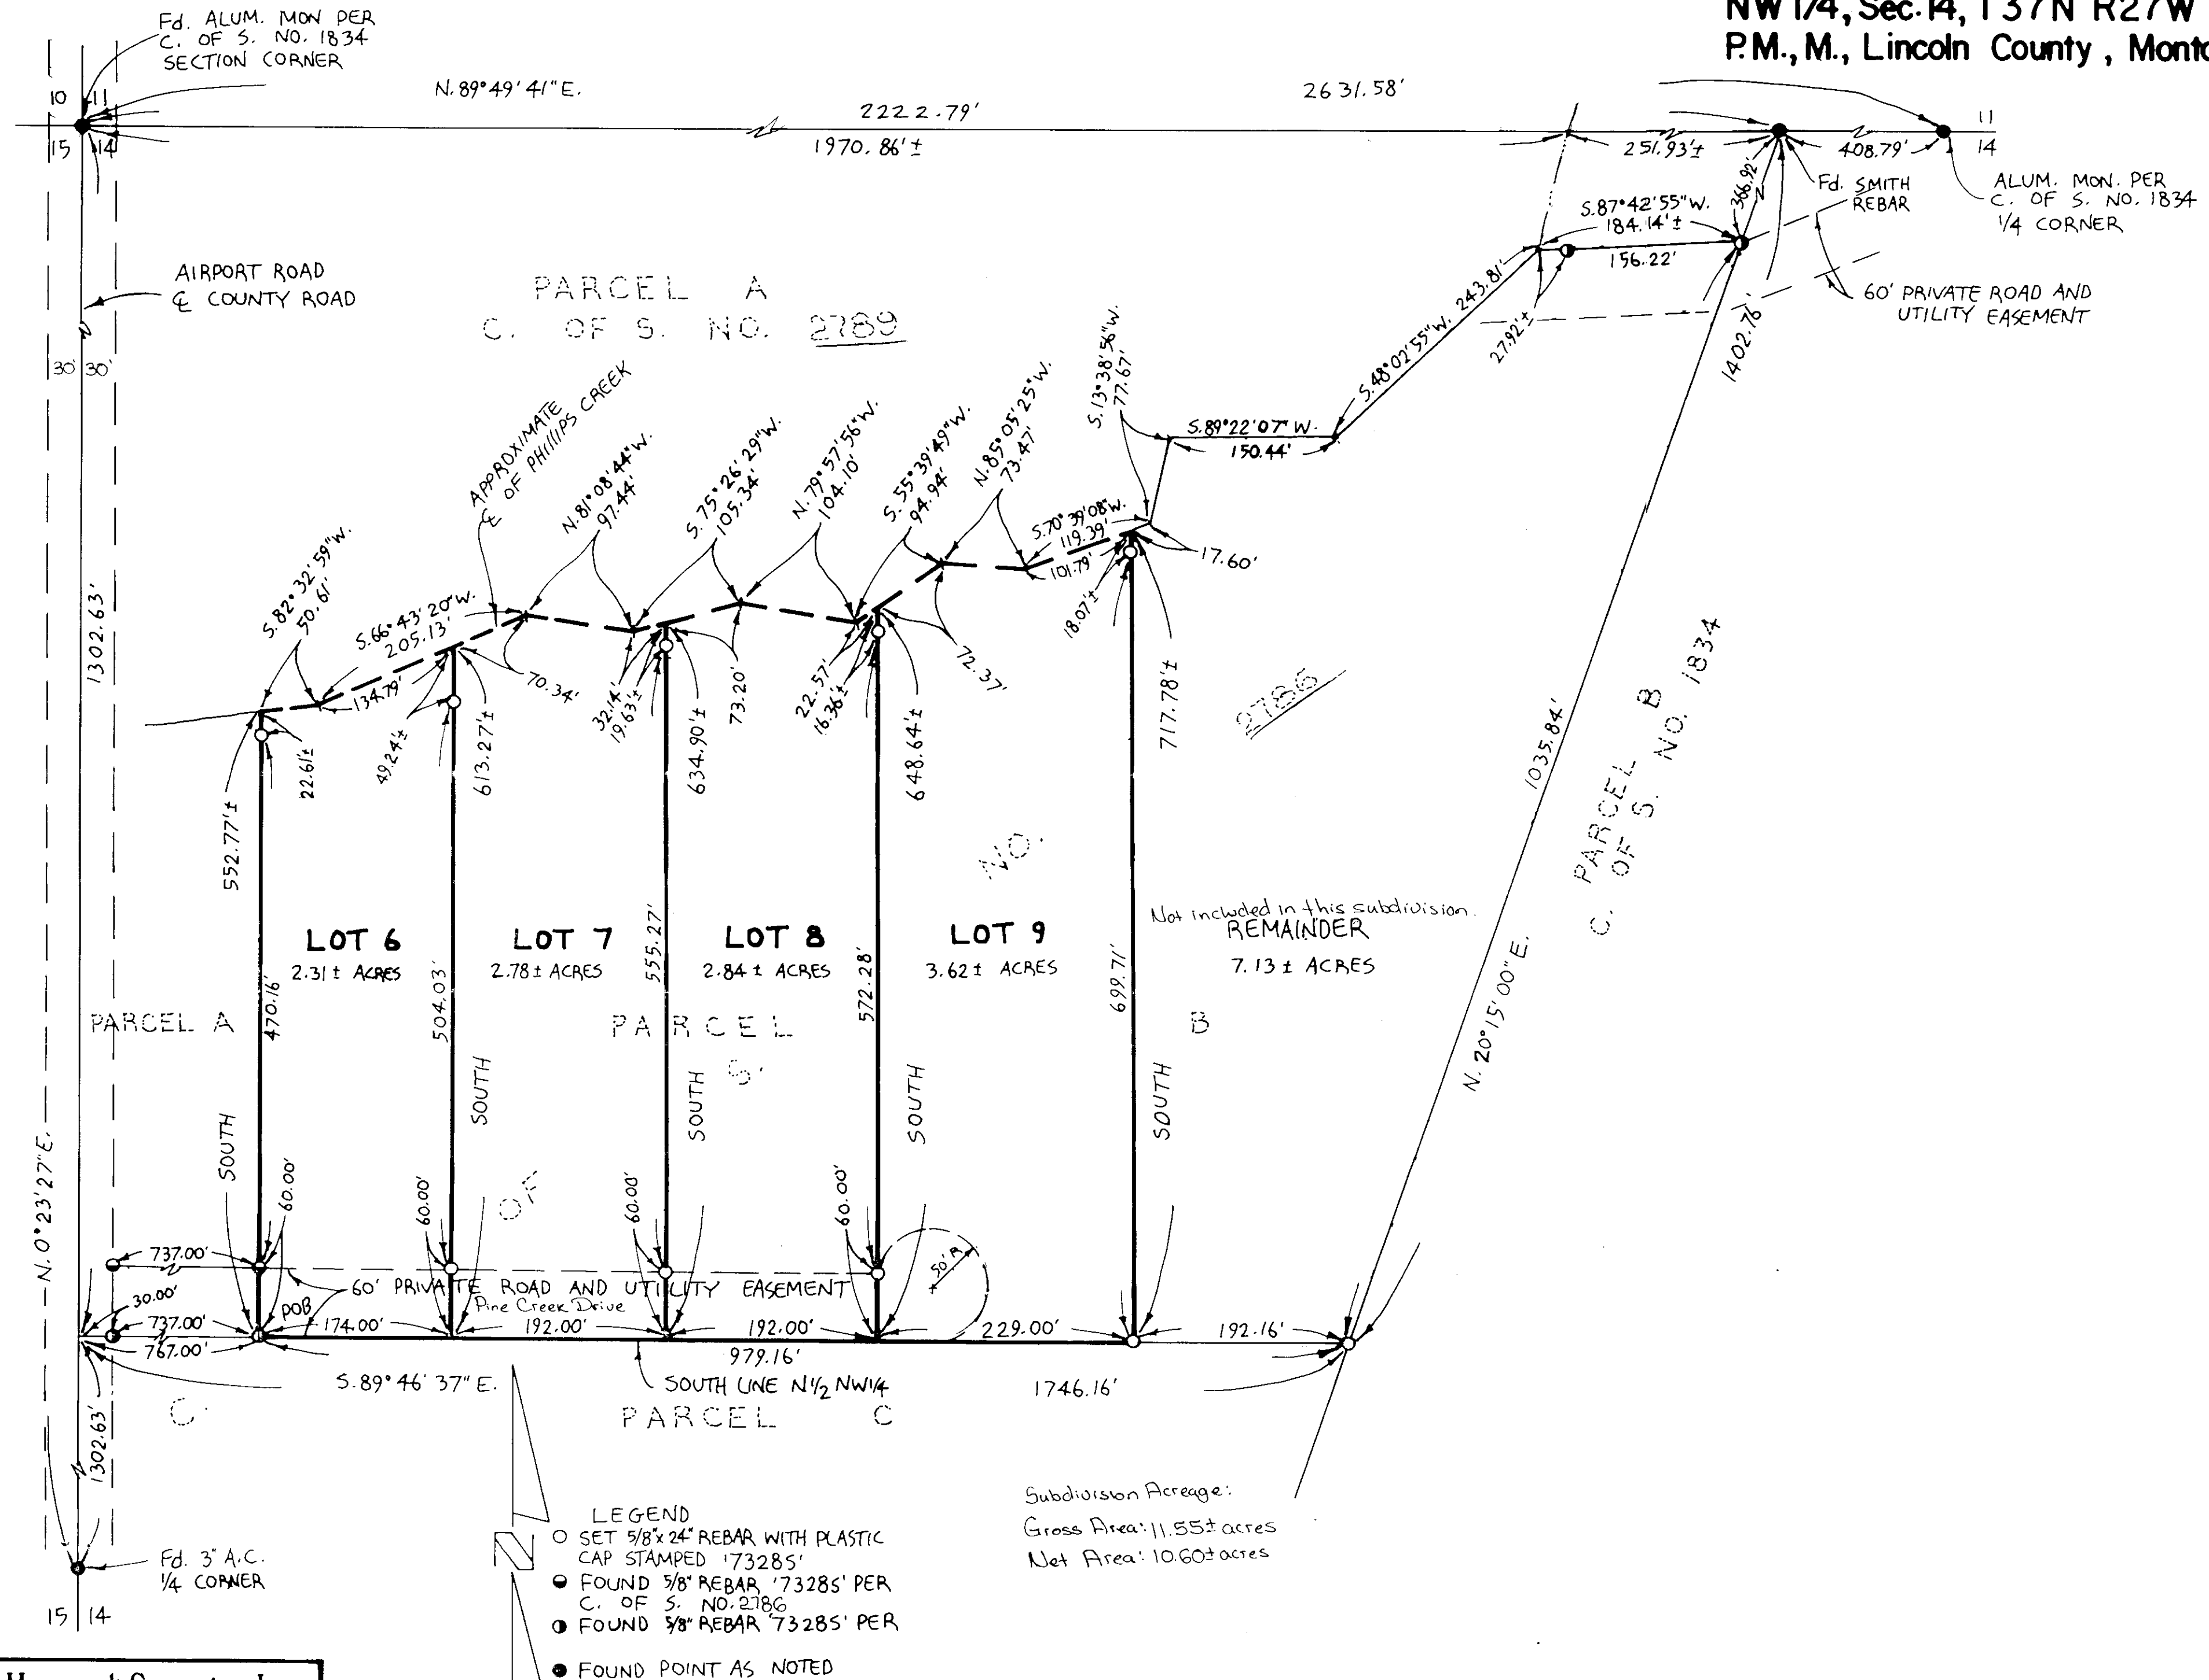 NW 1/4, Sec. 14, T 37N R27W
P.M., M., Lincoln County,
Fd. ALUM. MON PER
C. OF S. NO. 1834
SECTION CORNER
10 11
15 14
N. 89° 49' 41" E.
2631.58'
2222.79'
1970.86'±
251.93'±
408.79'
11
14
Fd. SMITH
REBAR
ALUM. MON. PER
C. OF S. NO. 1834
1/4 CORNER
366.92'
S. 87° 42' 55" W.
184.14'±
156.22'
27.92'±
60' PRIVATE ROAD AND
UTILITY EASEMENT
AIRPORT ROAD
℄ COUNTY ROAD
PARCEL A
C. OF S. NO. 2789
30' 30'
1402.76'
S. 48° 02' 55" W. 243.81'
S. 89° 22' 07" W.
150.44'
S. 13° 38' 56" W.
77.67'
APPROXIMATE
℄ OF PHILLIPS CREEK
N. 81° 08' 44" W.
97.44'
S. 75° 26' 29" W.
105.34'
N. 79° 57' 56" W.
104.10'
S. 55° 39' 49" W.
94.94'
N. 85° 05' 25" W.
73.47'
S. 70° 39' 08" W.
119.39'
101.79'
17.60'
18.07'±
S. 82° 32' 59" W.
50.61'
S. 66° 43' 20" W.
205.13'
134.79'
70.34'
32.14'
19.63'±
73.20'
22.57'
16.36'±
72.37'
1302.63'
22.61'±
49.24'±
552.77'±
613.27'±
634.90'±
648.64'±
717.78'±
2786
1035.84'
PARCEL B
C. OF S. NO. 1834
NO.
LOT 6
2.31 ± ACRES
LOT 7
2.78 ± ACRES
LOT 8
2.84 ± ACRES
LOT 9
3.62 ± ACRES
Not included in this subdivision.
REMAINDER
7.13 ± ACRES
470.16'
504.03'
555.27'
572.28'
699.71'
PARCEL A
PARCEL B
S.
N. 20° 15' 00" E.
SOUTH
SOUTH
SOUTH
SOUTH
SOUTH
OF
N. 0° 23' 27" E.
60.00'
60.00'
60.00'
60.00'
50' R
737.00'
60' PRIVATE ROAD AND UTILITY EASEMENT
Pine Creek Drive
30.00'
POB
737.00'
174.00'
192.00'
192.00'
229.00'
192.16'
767.00'
979.16'
S. 89° 46' 37" E.
SOUTH LINE N1/2 NW1/4
1746.16'
C.
PARCEL C
1302.63'
Fd. 3" A.C.
1/4 CORNER
15 14
N
LEGEND
SET 5/8" x 24" REBAR WITH PLASTIC
CAP STAMPED '7328S'
FOUND 5/8" REBAR '7328S' PER
C. OF S. NO. 2786
FOUND 5/8" REBAR '7328S' PER
FOUND POINT AS NOTED
Subdivision Acreage:
Gross Area: 11.55± acres
Net Area: 10.60± acres